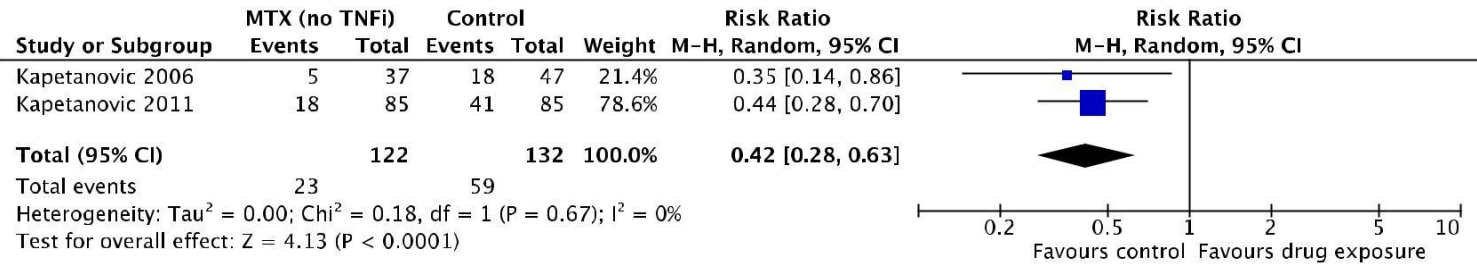 MTX (no TNFi) Control Risk Ratio Risk Ratio
Study or Subgroup Events Total Events Total Weight M-H, Random, 95% CI M-H, Random, 95% CI
Kapetanovic 2006 5 37 18 47 21.4% 0.35 [0.14, 0.86]
Kapetanovic 2011 18 85 41 85 78.6% 0.44 [0.28, 0.70]
Total (95% CI) 122 132 100.0% 0.42 [0.28, 0.63]
Total events 23 59
Heterogeneity: Tau² = 0.00; Chi² = 0.18, df = 1 (P = 0.67); I² = 0%
Test for overall effect: Z = 4.13 (P < 0.0001)
0.2 0.5 1 2 5 10
Favours control Favours drug exposure